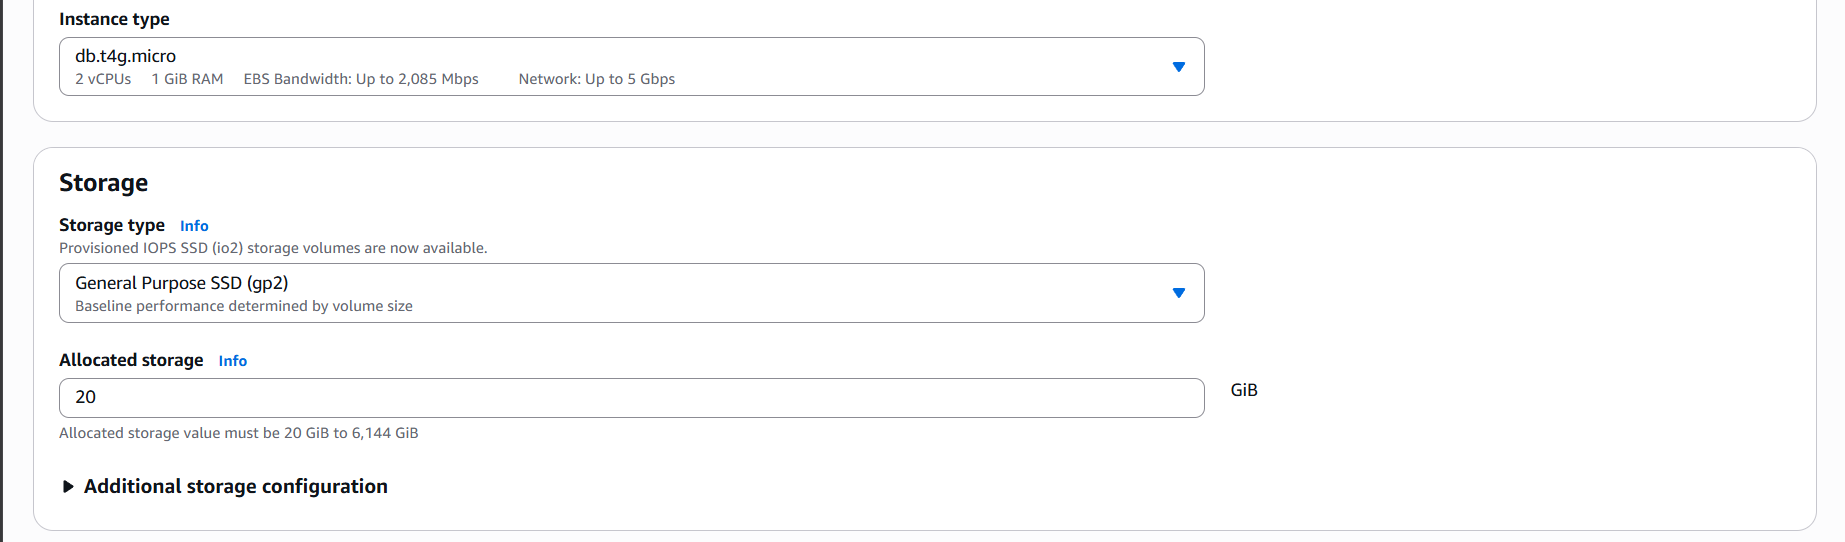 Instance type
db.t4g.micro
2 vCPUs 1 GiB RAM EBS Bandwidth: Up to 2,085 Mbps Network: Up to 5 Gbps
Storage
Storage type Info
Provisioned IOPS SSD (io2) storage volumes are now available.
General Purpose SSD (gp2)
Baseline performance determined by volume size
Allocated storage Info
20
GiB
Allocated storage value must be 20 GiB to 6,144 GiB
Additional storage configuration